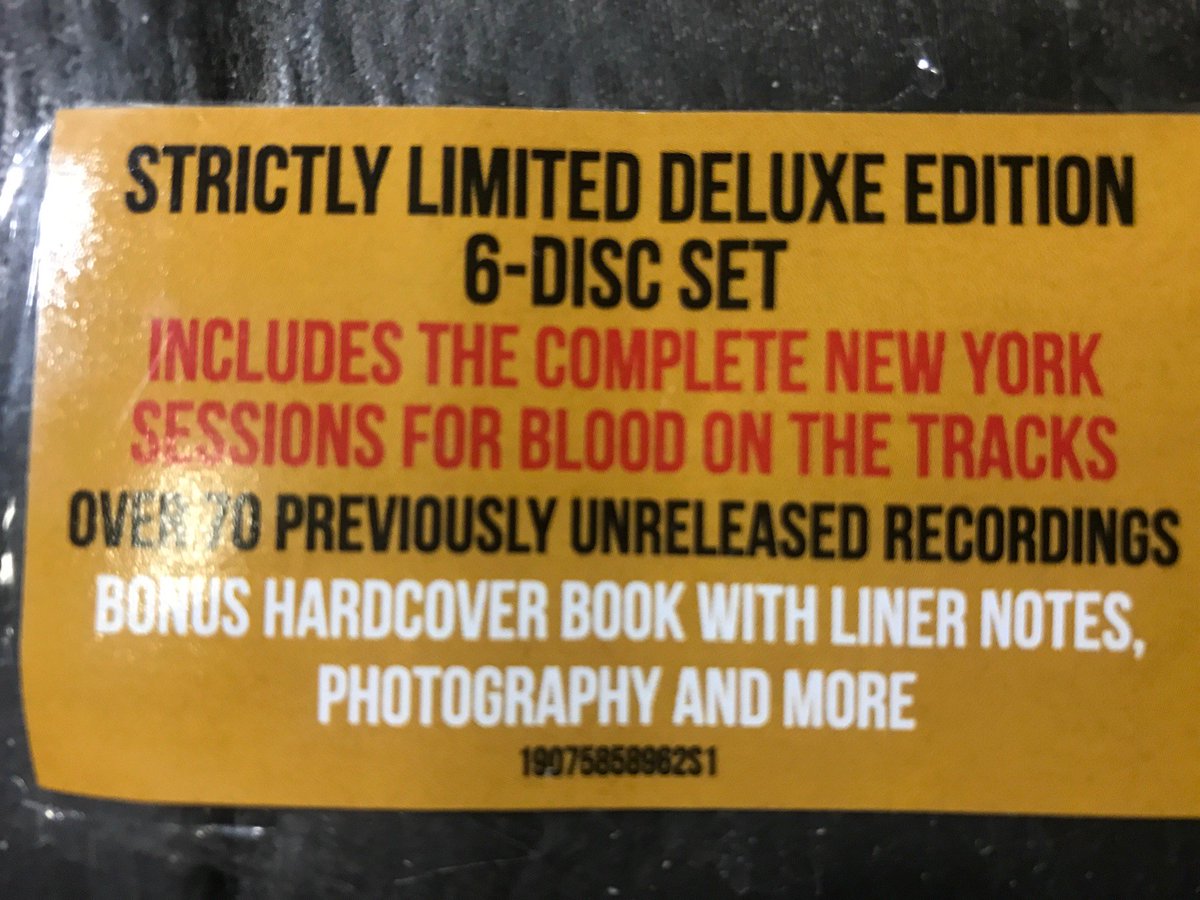 STRICTLY LIMITED DELUXE EDITION
6-DISC SET
INCLUDES THE COMPLETE NEW YORK
SESSIONS FOR BLOOD ON THE TRACKS
OVER 70 PREVIOUSLY UNRELEASED RECORDINGS
BONUS HARDCOVER BOOK WITH LINER NOTES,
PHOTOGRAPHY AND MORE
19075858962S1